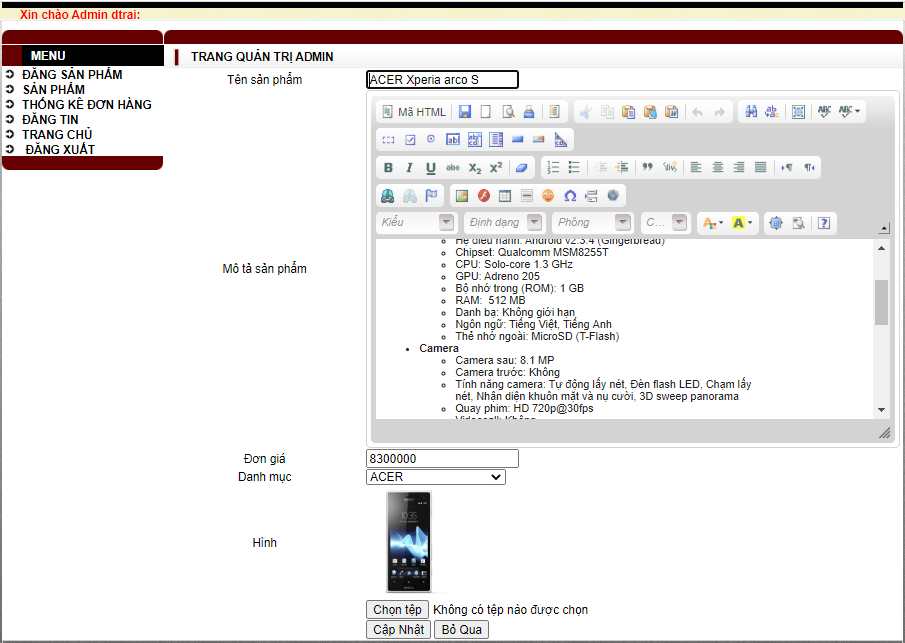 Xin chào Admin dtrai:
MENU
ĐĂNG SẢN PHẨM
SẢN PHẨM
THỐNG KÊ ĐƠN HÀNG
ĐĂNG TIN
TRANG CHỦ
ĐĂNG XUẤT
TRANG QUẢN TRỊ ADMIN
Tên sản phẩm
ACER Xperia arco S
Mô tả sản phẩm
Mã HTML
Kiểu
Định dạng
Phông
C...
Hệ điều hành: Android v2.3.4 (Gingerbread)
Chipset: Qualcomm MSM8255T
CPU: Solo-core 1.3 GHz
GPU: Adreno 205
Bộ nhớ trong (ROM): 1 GB
RAM: 512 MB
Danh bạ: Không giới hạn
Ngôn ngữ: Tiếng Việt, Tiếng Anh
Thẻ nhớ ngoài: MicroSD (T-Flash)
Camera
Camera sau: 8.1 MP
Camera trước: Không
Tính năng camera: Tự động lấy nét, Đèn flash LED, Chạm lấy
nét, Nhận diện khuôn mặt và nụ cười, 3D sweep panorama
Quay phim: HD 720p@30fps
Videocall: Không
Đơn giá
8300000
Danh mục
ACER
Hình
Chọn tệp Không có tệp nào được chọn
Cập Nhật Bỏ Qua